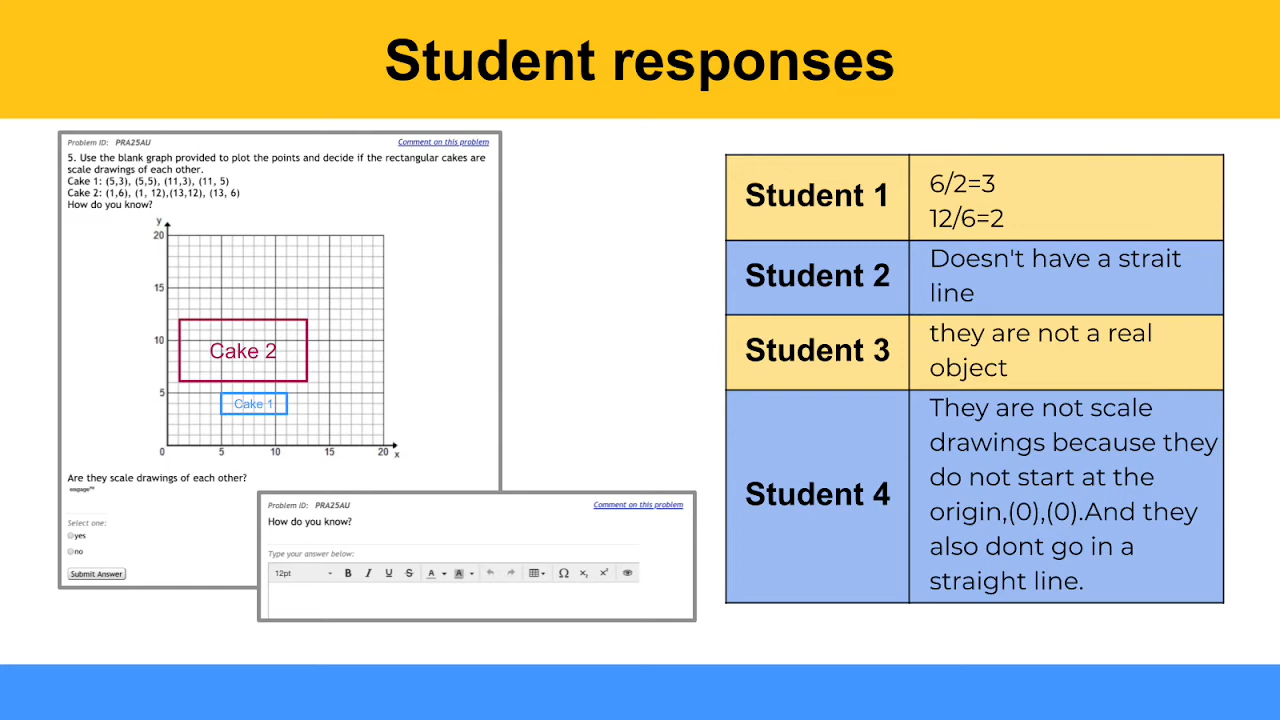 Student responses
Problem ID: PRA25AU
Comment on this problem
5. Use the blank graph provided to plot the points and decide if the rectangular cakes are
scale drawings of each other.
Cake 1: (5,3), (5,5), (11,3), (11, 5)
Cake 2: (1,6), (1, 12),(13,12), (13, 6)
How do you know?
y
20
15
10
5
0
5
10
15
20
x
Cake 2
Cake 1
Are they scale drawings of each other?
engageny
Select one:
yes
no
Submit Answer
Problem ID: PRA25AU
Comment on this problem
How do you know?
Type your answer below:
12pt
B I U S A A Ω x₂ x²
Student 1
6/2=3
12/6=2
Student 2
Doesn't have a strait
line
Student 3
they are not a real
object
Student 4
They are not scale
drawings because they
do not start at the
origin,(0),(0).And they
also dont go in a
straight line.